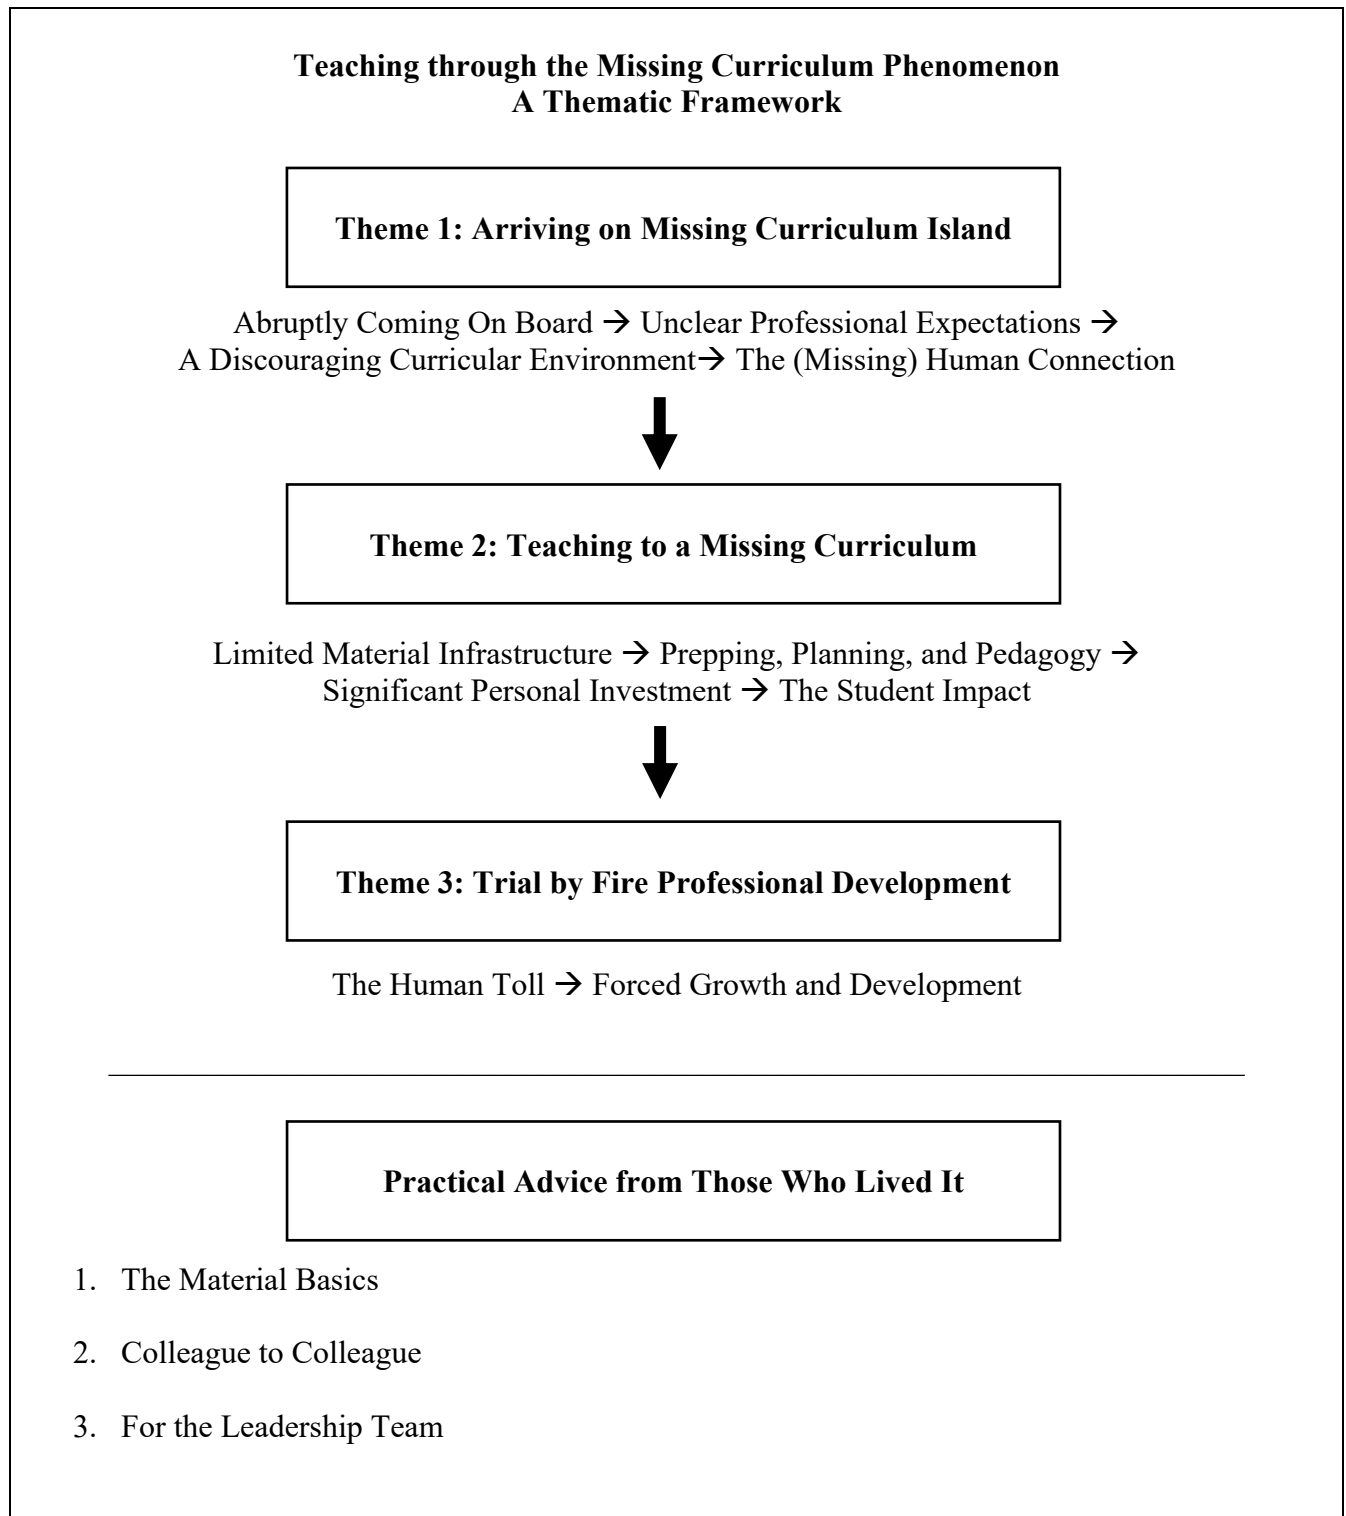 Teaching through the Missing Curriculum Phenomenon
A Thematic Framework
Theme 1: Arriving on Missing Curriculum Island
Abruptly Coming On Board → Unclear Professional Expectations →
A Discouraging Curricular Environment→ The (Missing) Human Connection
Theme 2: Teaching to a Missing Curriculum
Limited Material Infrastructure → Prepping, Planning, and Pedagogy →
Significant Personal Investment → The Student Impact
Theme 3: Trial by Fire Professional Development
The Human Toll → Forced Growth and Development
Practical Advice from Those Who Lived It
1. The Material Basics
2. Colleague to Colleague
3. For the Leadership Team